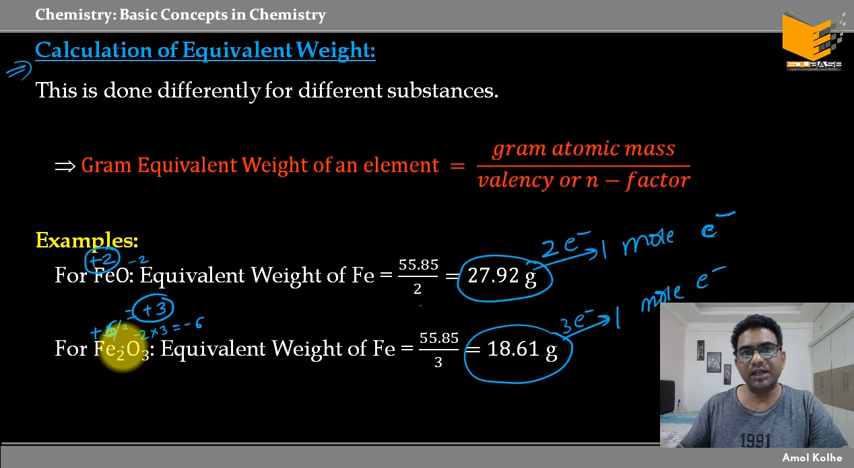 Chemistry: Basic Concepts in Chemistry
EDUBASE
Calculation of Equivalent Weight:
⇒
This is done differently for different substances.
⇒ Gram Equivalent Weight of an element = gram atomic mass / valency or n − factor
Examples:
2e⁻ → 1 mole e⁻
+2 -2
For FeO: Equivalent Weight of Fe = 55.85/2 = 27.92 g
3e⁻ → 1 mole e⁻
= +3
-2 × 3 = -6
For Fe₂O₃: Equivalent Weight of Fe = 55.85/3 = 18.61 g
1991
Amol Kolhe